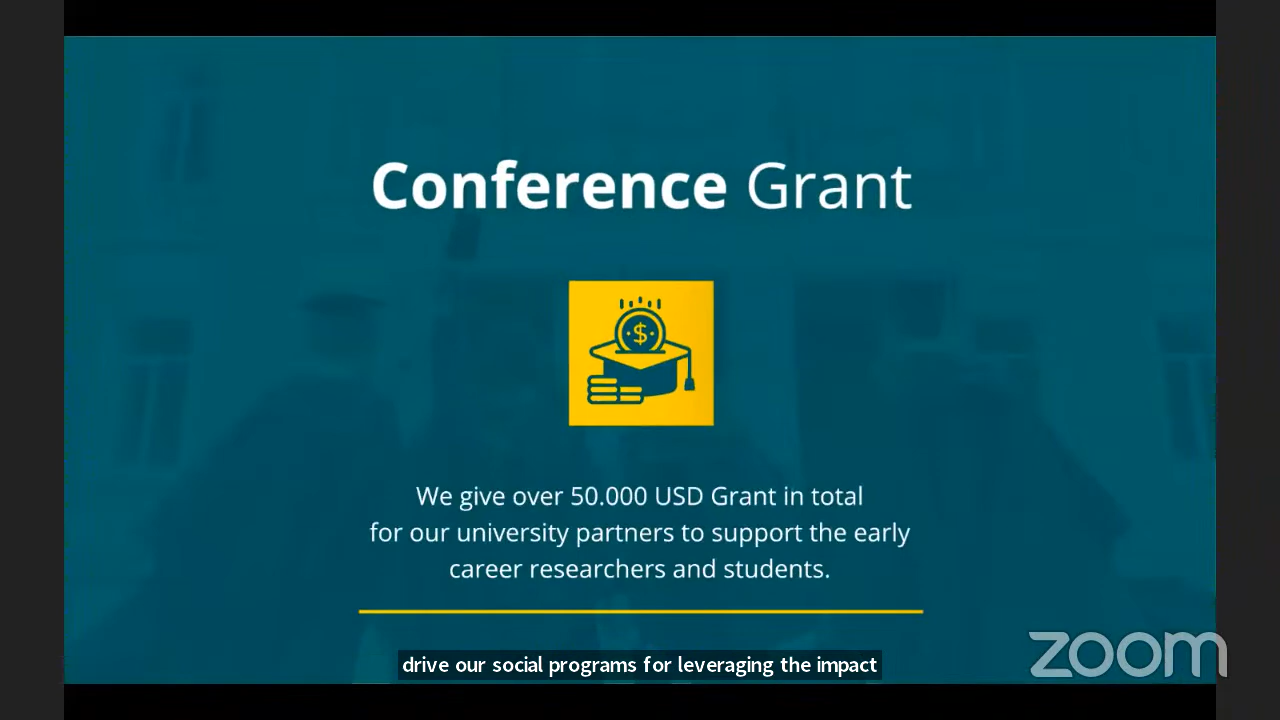 Conference Grant
$
We give over 50.000 USD Grant in total
for our university partners to support the early
career researchers and students.
drive our social programs for leveraging the impact
zoom